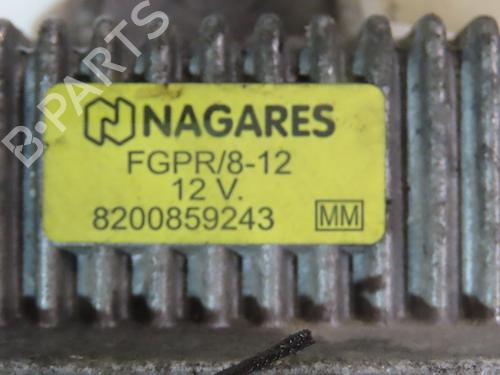 B-PARTS
NAGARES
FGPR/8-12
12 V.
8200859243 MM